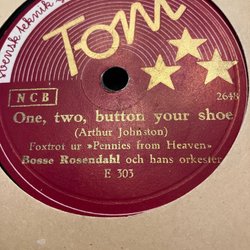 Svensk teknik
Tono
NCB
2648
One, two, button your shoe
(Arthur Johnston)
Foxtrot ur »Pennies from Heaven»
Bosse Rosendahl och hans orkester
E 303